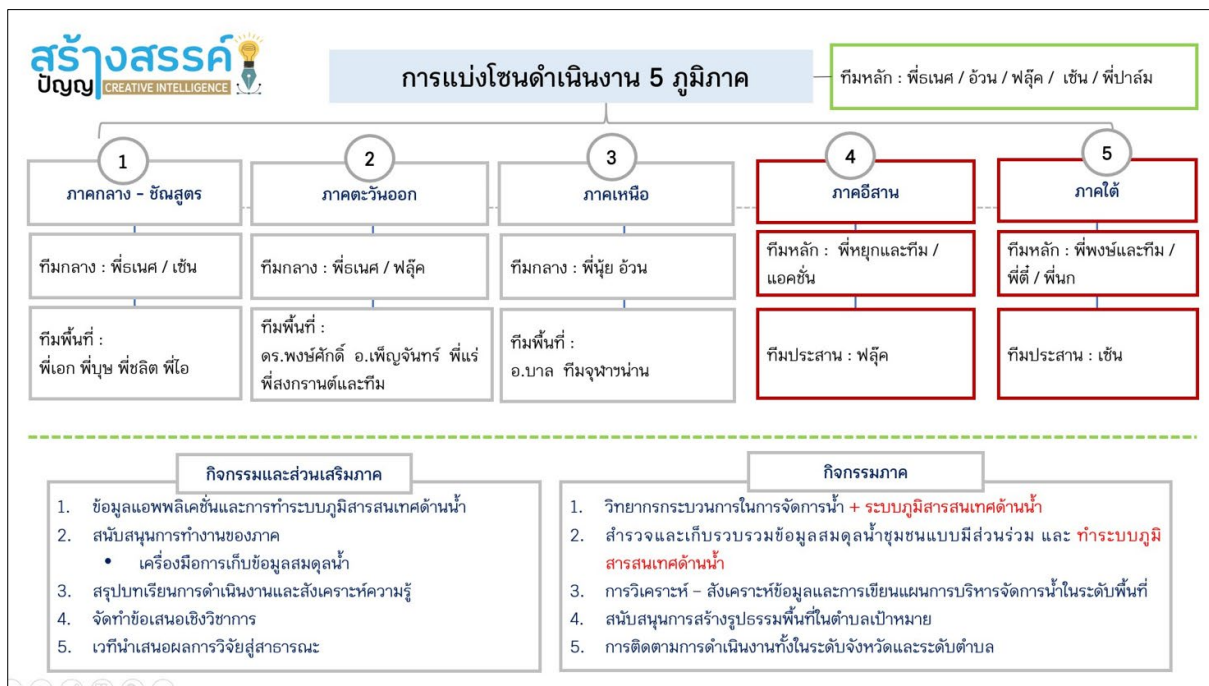 สร้างสรรค์
ปัญญ
CREATIVE INTELLIGENCE
การแบ่งโซนดำเนินงาน 5 ภูมิภาค
ทีมหลัก : พี่ธเนศ / อ้วน / ฟลุ๊ค / เซ้น / พี่ปาล์ม
1
ภาคกลาง – ชัณสูตร
ทีมกลาง : พี่ธเนศ / เซ้น
ทีมพื้นที่ :
พี่เอก พี่บุษ พี่ชลิต พี่ไอ
2
ภาคตะวันออก
ทีมกลาง : พี่ธเนศ / ฟลุ๊ค
ทีมพื้นที่ :
ดร.พงษ์ศักดิ์ อ.เพ็ญจันทร์ พี่แร่
พี่สงกรานต์และทีม
3
ภาคเหนือ
ทีมกลาง : พี่นุ้ย อ้วน
ทีมพื้นที่ :
อ.บาล ทีมจุฬาฯน่าน
4
ภาคอีสาน
ทีมหลัก : พี่หยุกและทีม /
แอคชั่น
ทีมประสาน : ฟลุ๊ค
5
ภาคใต้
ทีมหลัก : พี่พงษ์และทีม /
พี่ตี๋ / พี่นก
ทีมประสาน : เซ้น
กิจกรรมและส่วนเสริมภาค
1. ข้อมูลแอพพลิเคชั่นและการทำระบบภูมิสารสนเทศด้านน้ำ
2. สนับสนุนการทำงานของภาค
• เครื่องมือการเก็บข้อมูลสมดุลน้ำ
3. สรุปบทเรียนการดำเนินงานและสังเคราะห์ความรู้
4. จัดทำข้อเสนอเชิงวิชาการ
5. เวทีนำเสนอผลการวิจัยสู่สาธารณะ
กิจกรรมภาค
1. วิทยากรกระบวนการในการจัดการน้ำ + ระบบภูมิสารสนเทศด้านน้ำ
2. สำรวจและเก็บรวบรวมข้อมูลสมดุลน้ำชุมชนแบบมีส่วนร่วม และ ทำระบบภูมิ
สารสนเทศด้านน้ำ
3. การวิเคราะห์ – สังเคราะห์ข้อมูลและการเขียนแผนการบริหารจัดการน้ำในระดับพื้นที่
4. สนับสนุนการสร้างรูปธรรมพื้นที่ในตำบลเป้าหมาย
5. การติดตามการดำเนินงานทั้งในระดับจังหวัดและระดับตำบล